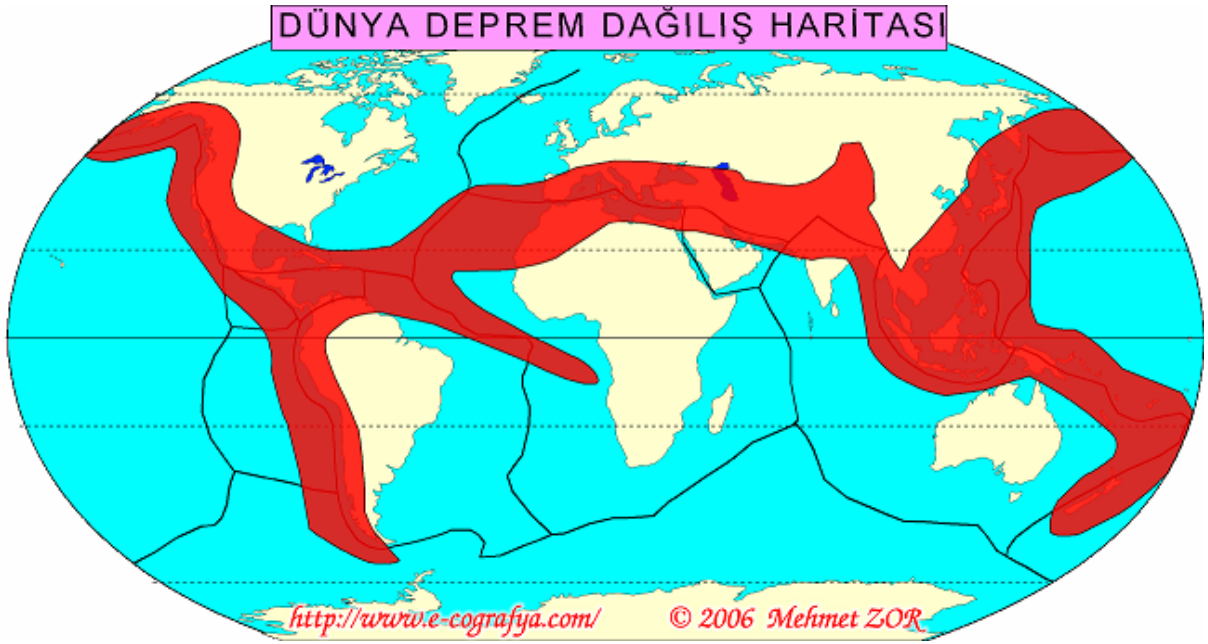 DÜNYA DEPREM DAĞILIŞ HARİTASI
http://www.e-cografya.com/ © 2006 Mehmet ZOR